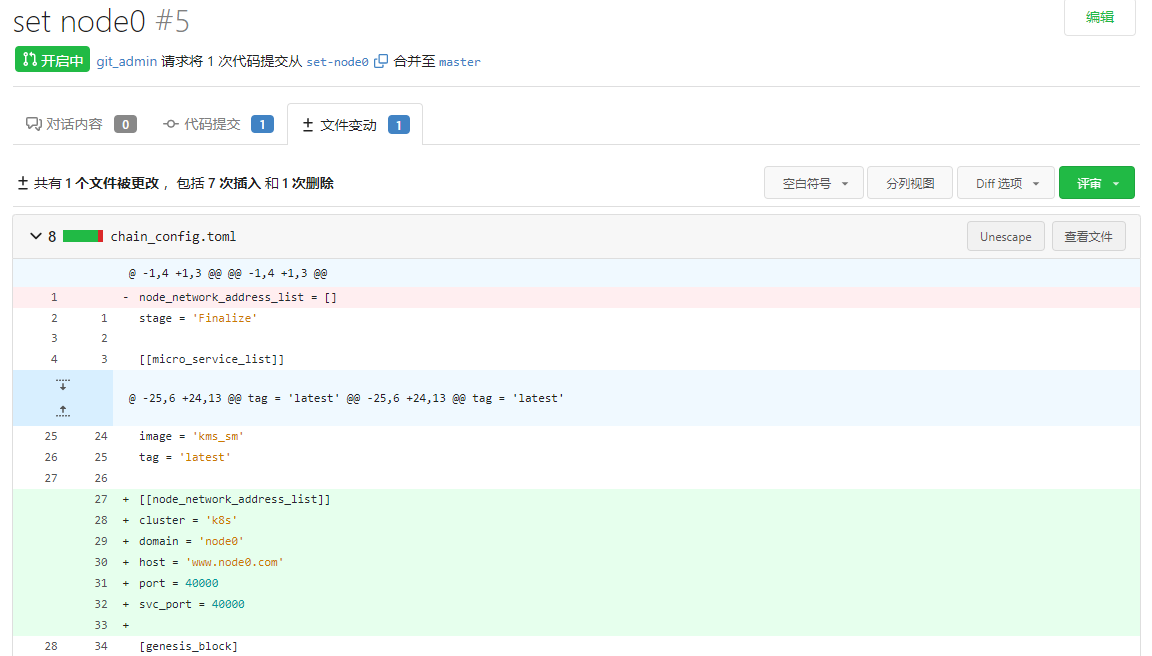 set node0 #5
编辑
开启中 git_admin 请求将 1 次代码提交从 set-node0 合并至 master
对话内容 0 代码提交 1 文件变动 1
共有 1 个文件被更改 ，包括 7 次插入 和 1 次删除
空白符号 分列视图 Diff 选项 评审
8 chain_config.toml Unescape 查看文件
@ -1,4 +1,3 @@ @@ -1,4 +1,3 @@
1 - node_network_address_list = []
2 1 stage = 'Finalize'
3 2
4 3 [[micro_service_list]]
@ -25,6 +24,13 @@ tag = 'latest' @@ -25,6 +24,13 @@ tag = 'latest'
25 24 image = 'kms_sm'
26 25 tag = 'latest'
27 26
27 + [[node_network_address_list]]
28 + cluster = 'k8s'
29 + domain = 'node0'
30 + host = 'www.node0.com'
31 + port = 40000
32 + svc_port = 40000
33 +
28 34 [genesis_block]